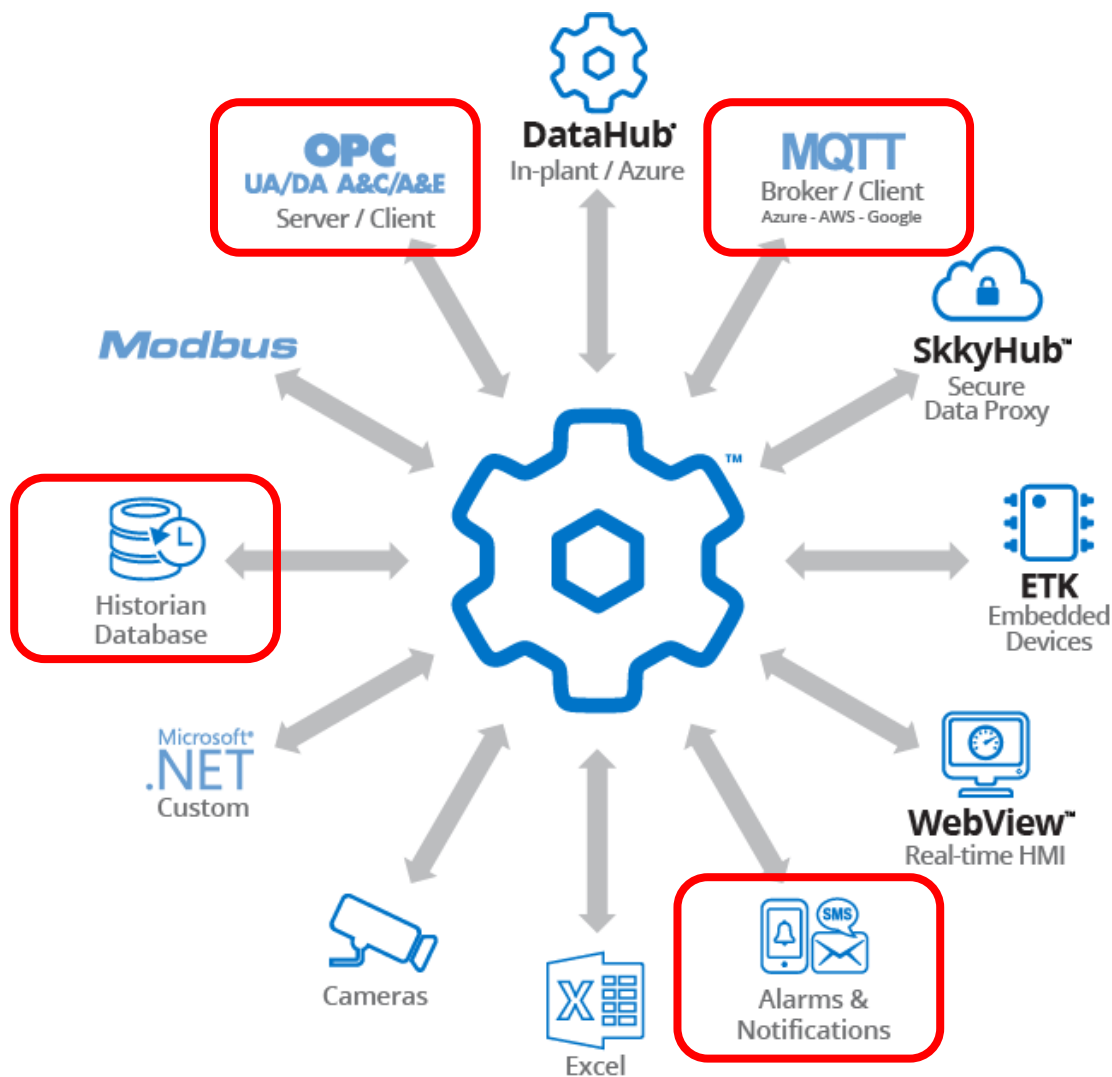 DataHub®
In-plant / Azure
OPC
UA/DA A&C/A&E
Server / Client
MQTT
Broker / Client
Azure - AWS - Google
SkkyHub™
Secure
Data Proxy
Modbus
™
Historian
Database
ETK
Embedded
Devices
Microsoft®
.NET
Custom
WebView™
Real-time HMI
SMS
Alarms &
Notifications
Cameras
X
Excel